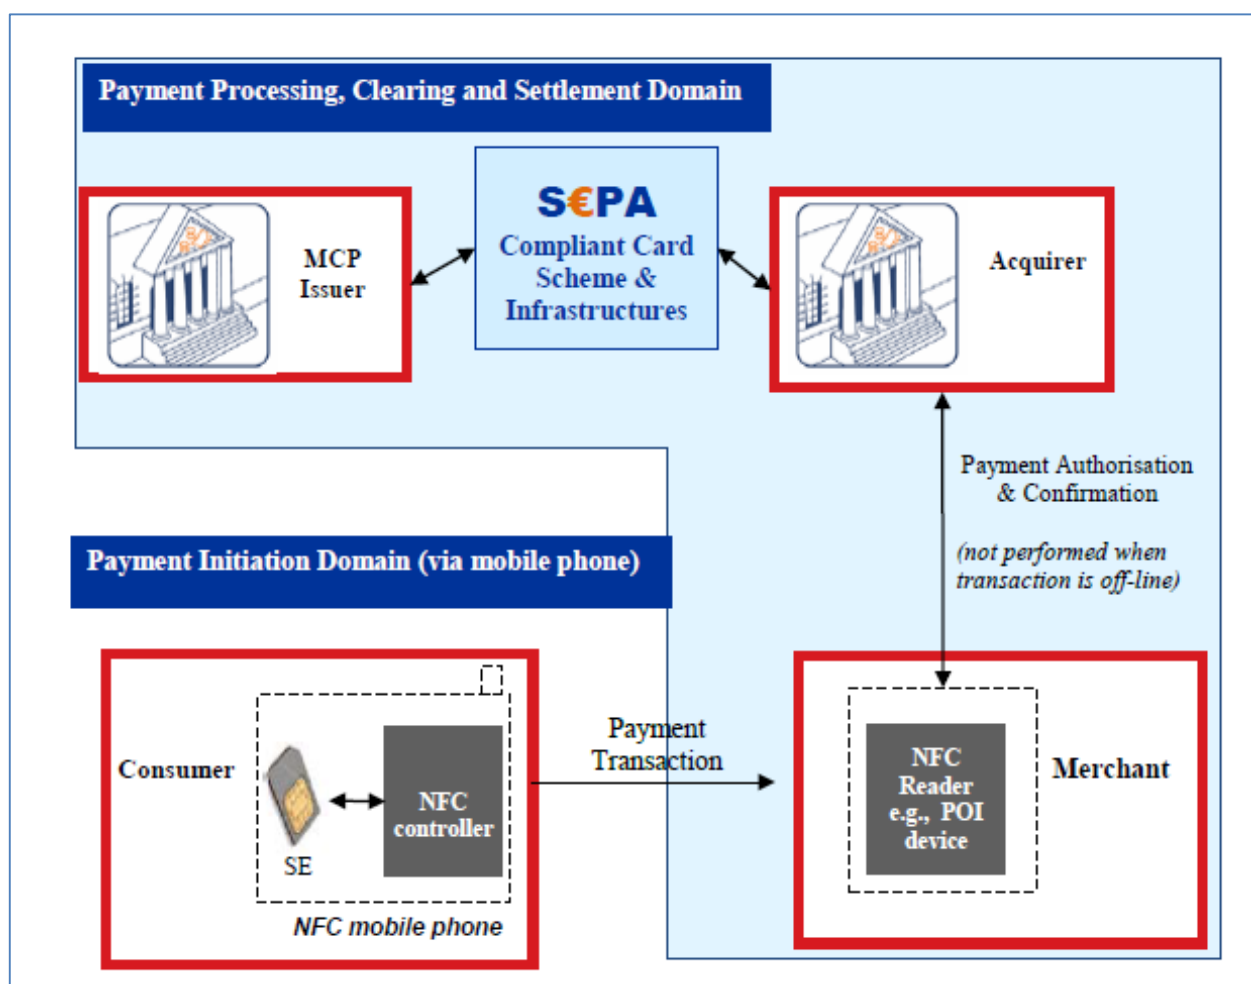 Payment Processing, Clearing and Settlement Domain
S€PA
Compliant Card
Scheme &
Infrastructures
MCP
Issuer
Acquirer
Payment Authorisation
& Confirmation
(not performed when
transaction is off-line)
Payment Initiation Domain (via mobile phone)
Consumer
SE
NFC
controller
NFC mobile phone
Payment
Transaction
NFC
Reader
e.g., POI
device
Merchant